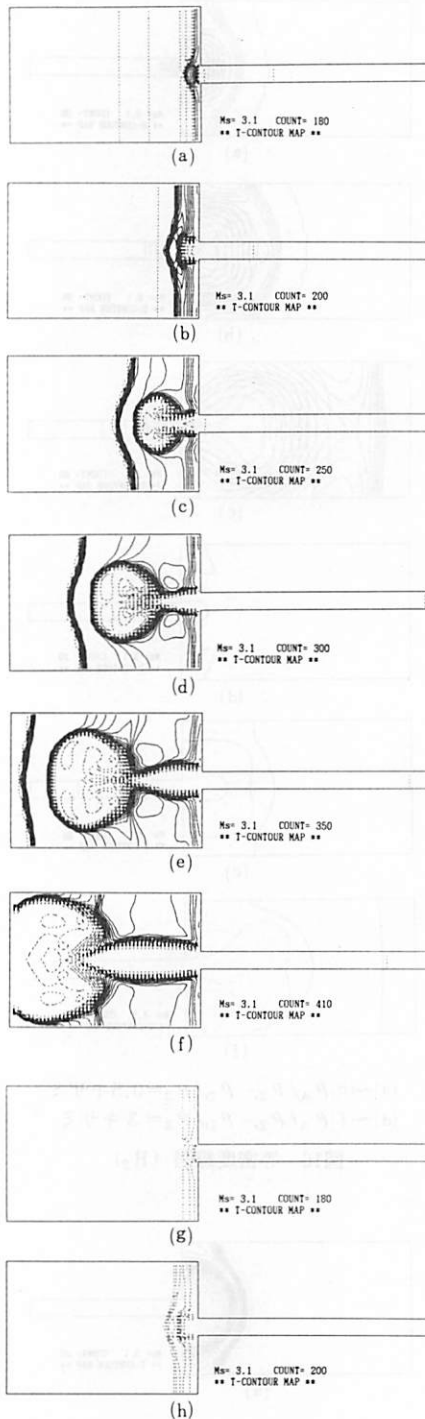 Ms= 3.1 COUNT= 180
** T-CONTOUR MAP **
(a)
Ms= 3.1 COUNT= 200
** T-CONTOUR MAP **
(b)
Ms= 3.1 COUNT= 250
** T-CONTOUR MAP **
(c)
Ms= 3.1 COUNT= 300
** T-CONTOUR MAP **
(d)
Ms= 3.1 COUNT= 350
** T-CONTOUR MAP **
(e)
Ms= 3.1 COUNT= 410
** T-CONTOUR MAP **
(f)
Ms= 3.1 COUNT= 180
** T-CONTOUR MAP **
(g)
Ms= 3.1 COUNT= 200
** T-CONTOUR MAP **
(h)